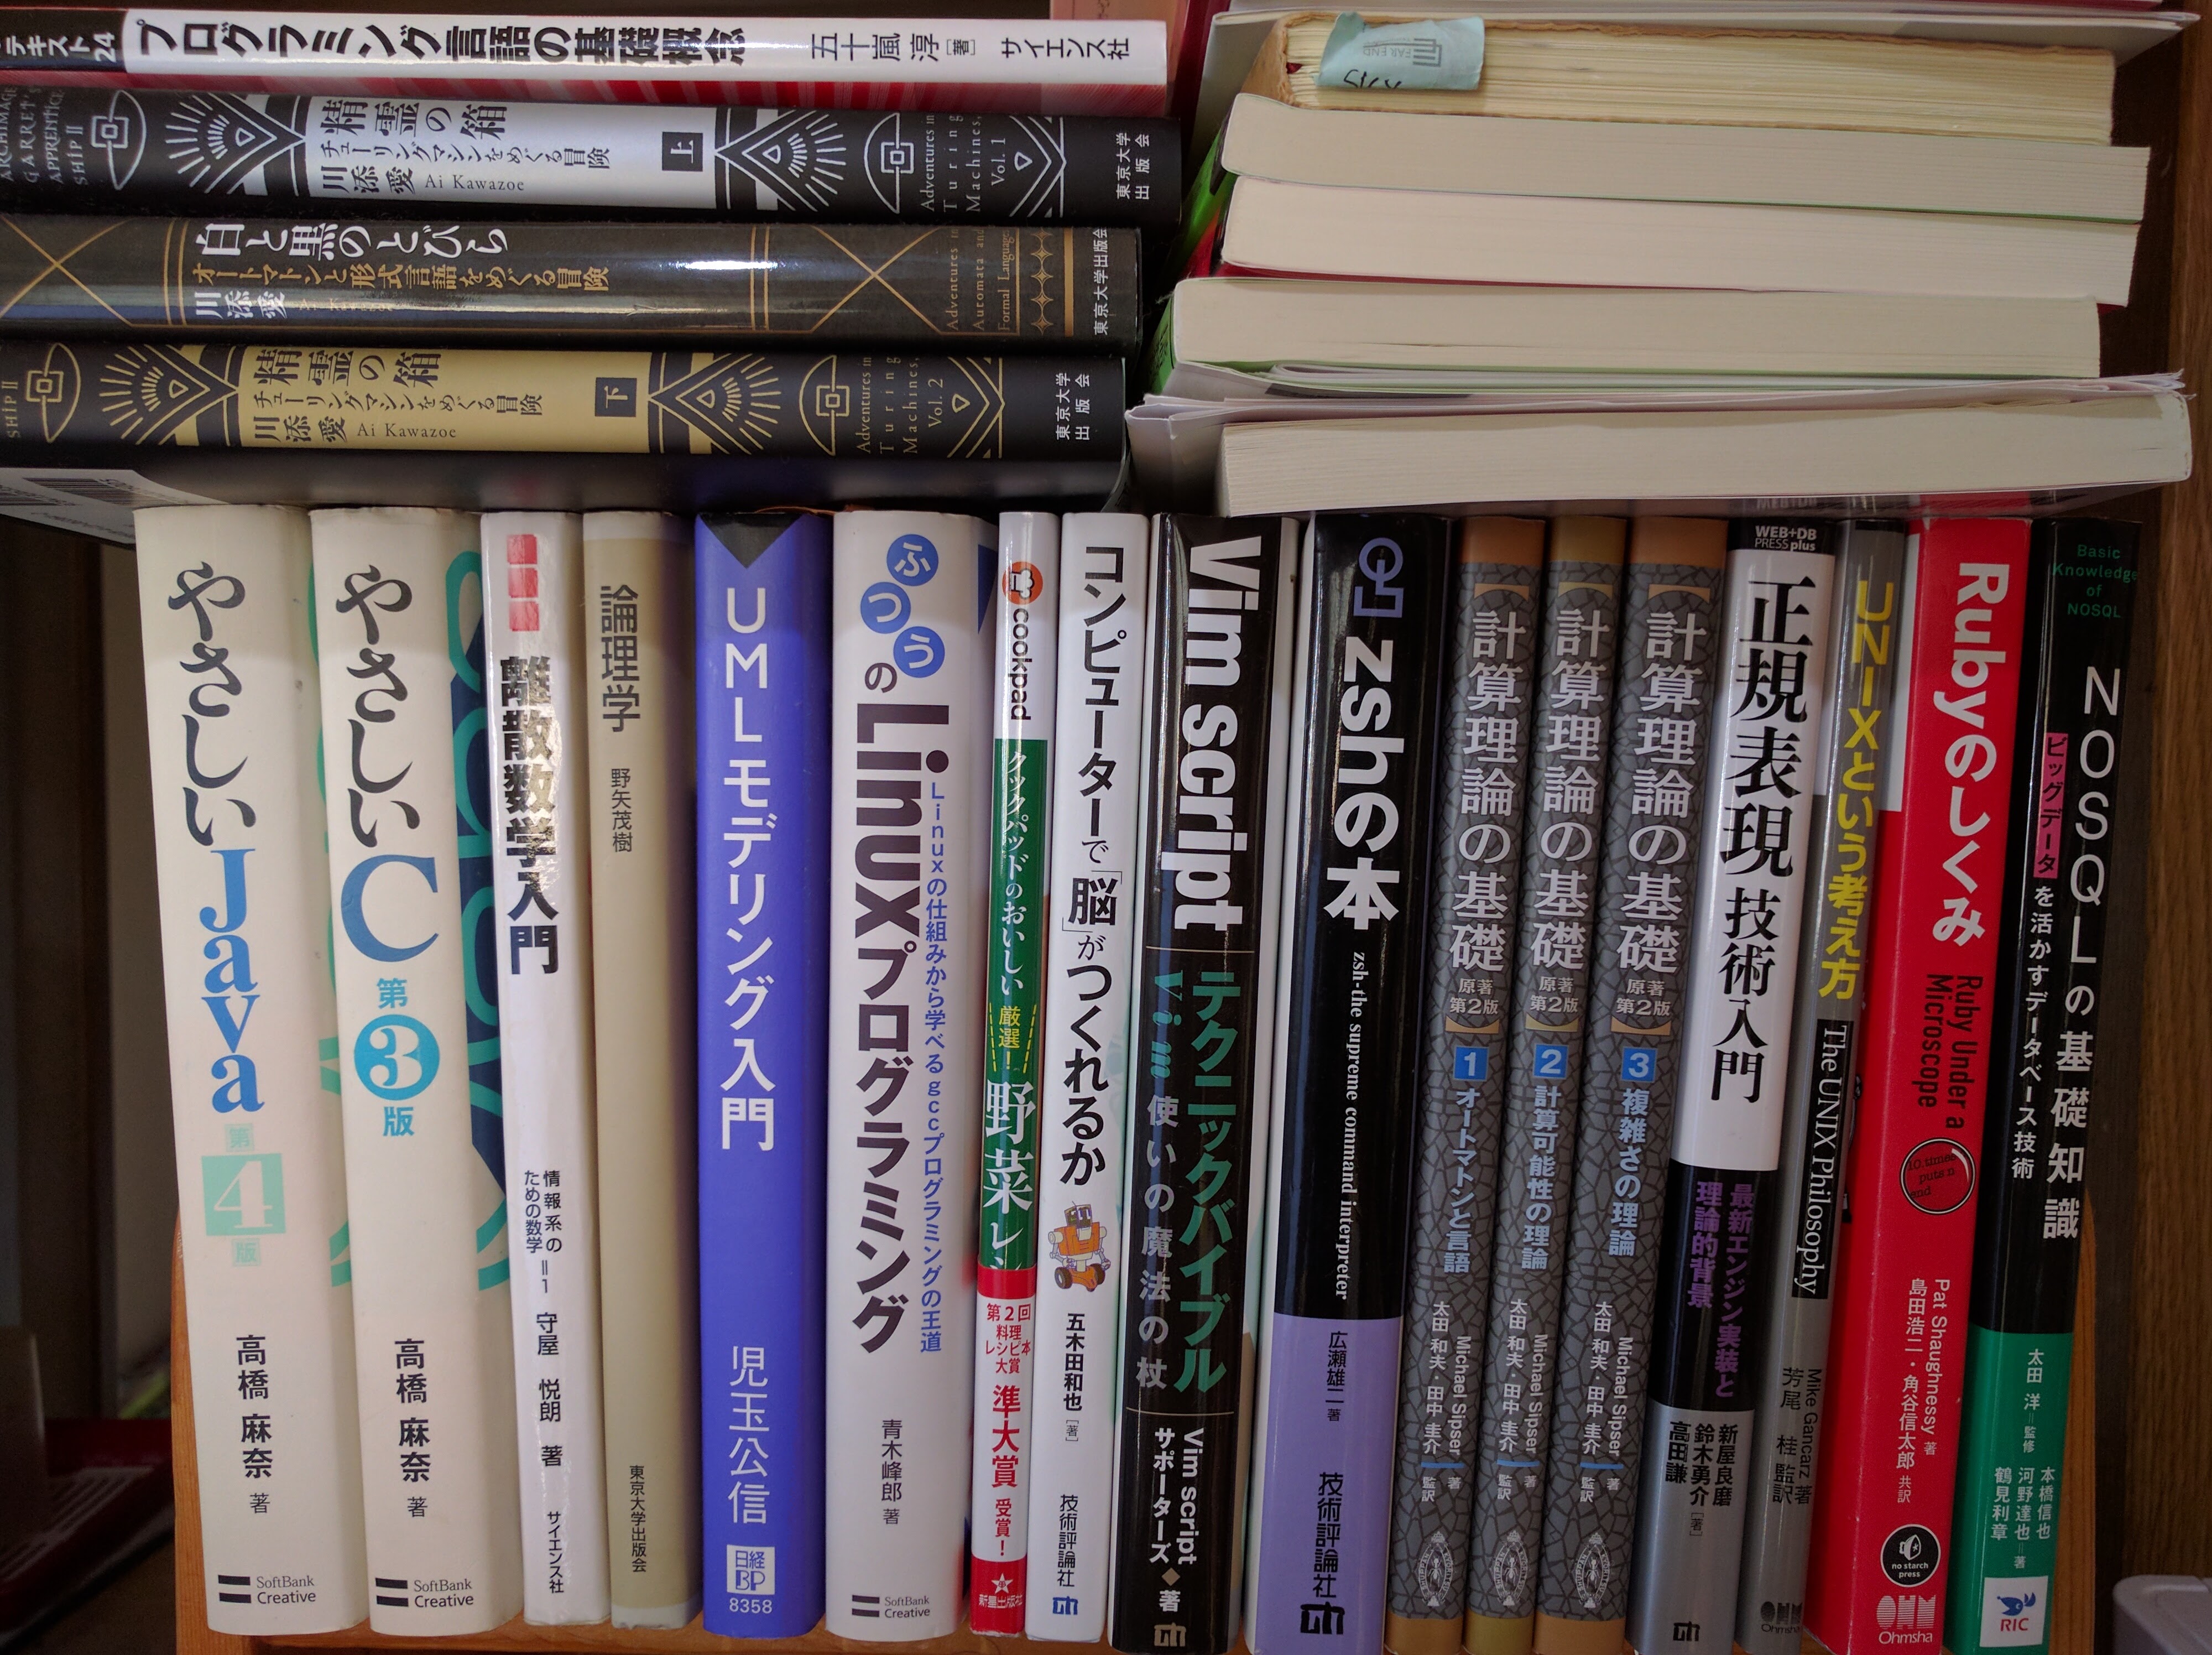 テキスト24
プログラミング言語の基礎概念
五十嵐 淳[著]
サイエンス社
GARRET'S
APPRENTICE
SHIP II
精霊の箱
チューリングマシンをめぐる冒険
川添愛 Ai Kawazoe
上
Adventures in
Turing
Machines,
Vol. 1
東京大学
出版会
白と黒のとびら
オートマトンと形式言語をめぐる冒険
川添愛 Ai Kawazoe
Adventures in
Automata and
Formal Languages
東京大学出版会
SHIP II
精霊の箱
チューリングマシンをめぐる冒険
川添愛 Ai Kawazoe
下
Adventures in
Turing
Machines,
Vol. 2
東京大学
出版会
やさしいJava
第4版
高橋 麻奈 著
SoftBank
Creative
やさしいC
第3版
高橋 麻奈 著
SoftBank
Creative
離散数学入門
情報系の
ための数学=1
守屋 悦朗 著
サイエンス社
論理学
野矢茂樹
東京大学出版会
UMLモデリング入門
児玉公信
日経
BP
8358
ふつうのLinuxプログラミング
Linuxの仕組みから学べるgccプログラミングの王道
青木峰郎 著
SoftBank
Creative
cookpad
クックパッドのおいしい
厳選!
野菜レシ
第2回
料理
レシピ本
大賞
準大賞
受賞!
新星出版社
コンピューターで「脳」がつくれるか
五木田和也[著]
技術評論社
Vim script
テクニックバイブル
Vim使いの魔法の杖
Vim script
サポーターズ◆著
zshの本
zsh-the supreme command interpreter
広瀬雄二 著
技術評論社
計算理論の基礎
原著
第2版
1
オートマトンと言語
Michael Sipser 著
太田 和夫・田中 圭介 監訳
計算理論の基礎
原著
第2版
2
計算可能性の理論
Michael Sipser 著
太田 和夫・田中 圭介 監訳
計算理論の基礎
原著
第2版
3
複雑さの理論
Michael Sipser 著
太田 和夫・田中 圭介 監訳
WEB+DB
PRESS plus
正規表現技術入門
最新エンジン実装と
理論的背景
新屋良磨
鈴木勇介
高田謙
[著]
UNIXという考え方
The UNIX Philosophy
Mike Gancarz 著
芳尾 桂 監訳
Ohmsha
Rubyのしくみ
Ruby Under a
Microscope
10.times
puts n
end
Pat Shaughnessy 著
島田浩二・角谷信太郎 共訳
no starch
press
OHM
Ohmsha
Basic
Knowledge
of
NOSQL
NOSQLの基礎知識
ビッグデータを活かすデータベース技術
太田 洋=監修
本橋信也
河野達也
鶴見利章
=著
RIC